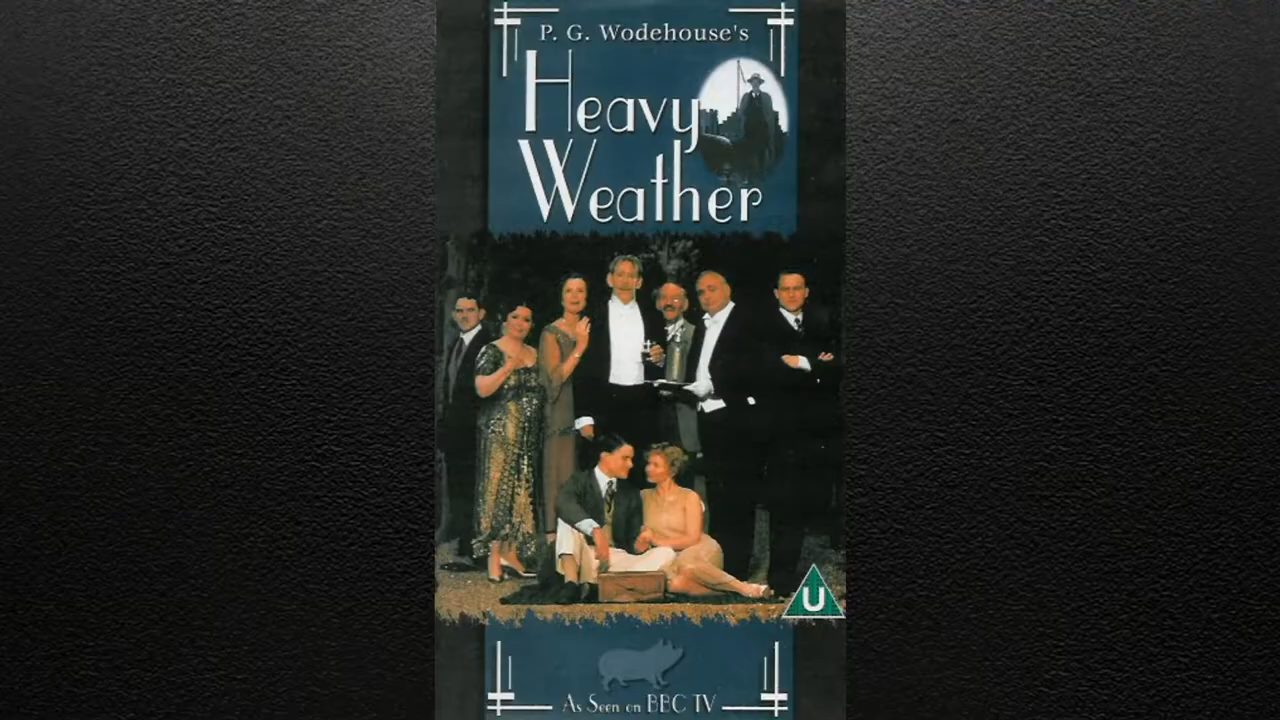 P. G. Wodehouse's
Heavy
Weather
U
As Seen on BBC TV